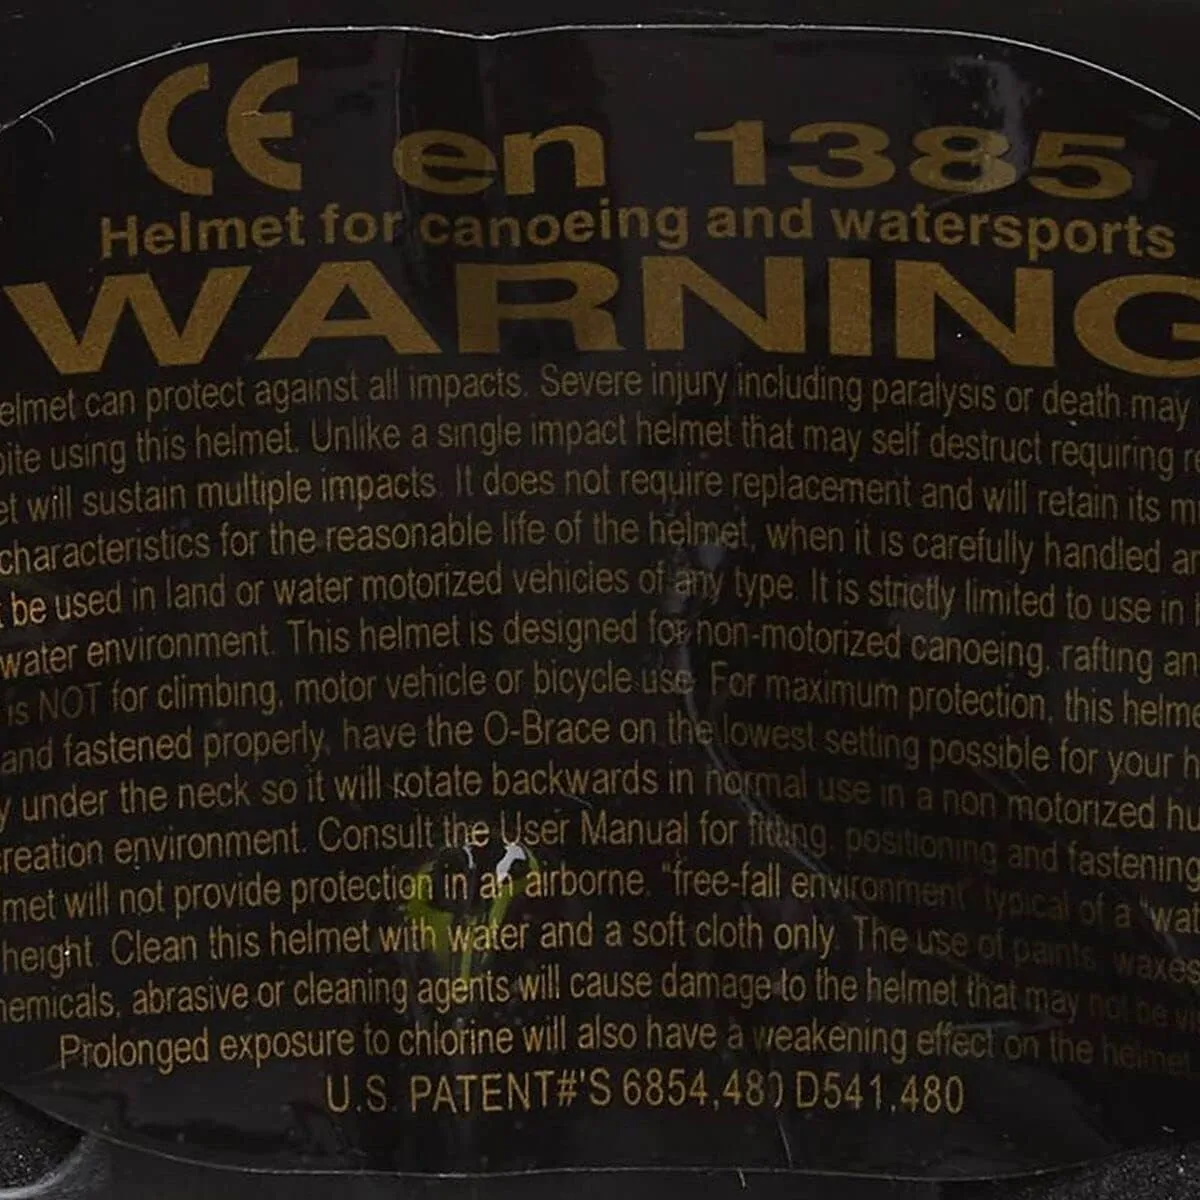 CE en 1385
Helmet for canoeing and watersports
WARNING
elmet can protect against all impacts. Severe injury including paralysis or death may
ite using this helmet. Unlike a single impact helmet that may self destruct requiring re
et will sustain multiple impacts. It does not require replacement and will retain its m
characteristics for the reasonable life of the helmet, when it is carefully handled an
be used in land or water motorized vehicles of any type. It is strictly limited to use in
water environment. This helmet is designed for non-motorized canoeing, rafting an
is NOT for climbing, motor vehicle or bicycle use. For maximum protection, this helme
and fastened properly, have the O-Brace on the lowest setting possible for your h
y under the neck so it will rotate backwards in normal use in a non motorized hu
creation environment. Consult the User Manual for fitting, positioning and fastening
met will not provide protection in an airborne, "free-fall environment" typical of a "wat
height. Clean this helmet with water and a soft cloth only. The use of paints, waxes
hemicals, abrasive or cleaning agents will cause damage to the helmet that may not be vi
Prolonged exposure to chlorine will also have a weakening effect on the helmet
U.S. PATENT#'S 6854,480 D541,480